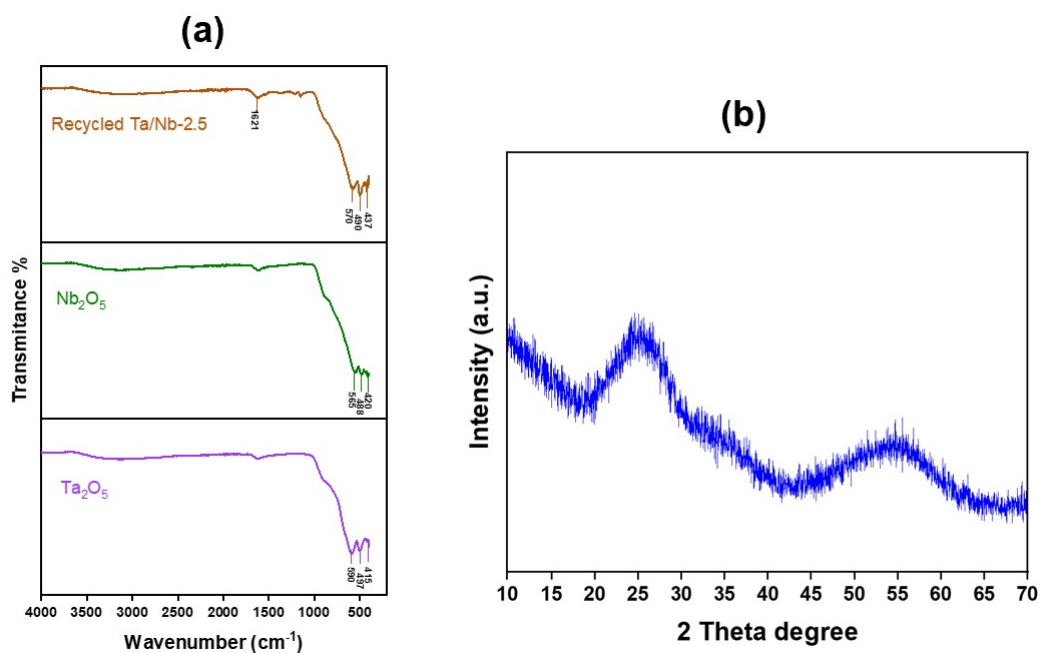 (a)
Transmitance %
Recycled Ta/Nb-2.5
1621
570
490
437
Nb₂O₅
565
488
420
Ta₂O₅
590
497
415
4000 3500 3000 2500 2000 1500 1000 500
Wavenumber (cm⁻¹)
(b)
Intensity (a.u.)
10 15 20 25 30 35 40 45 50 55 60 65 70
2 Theta degree